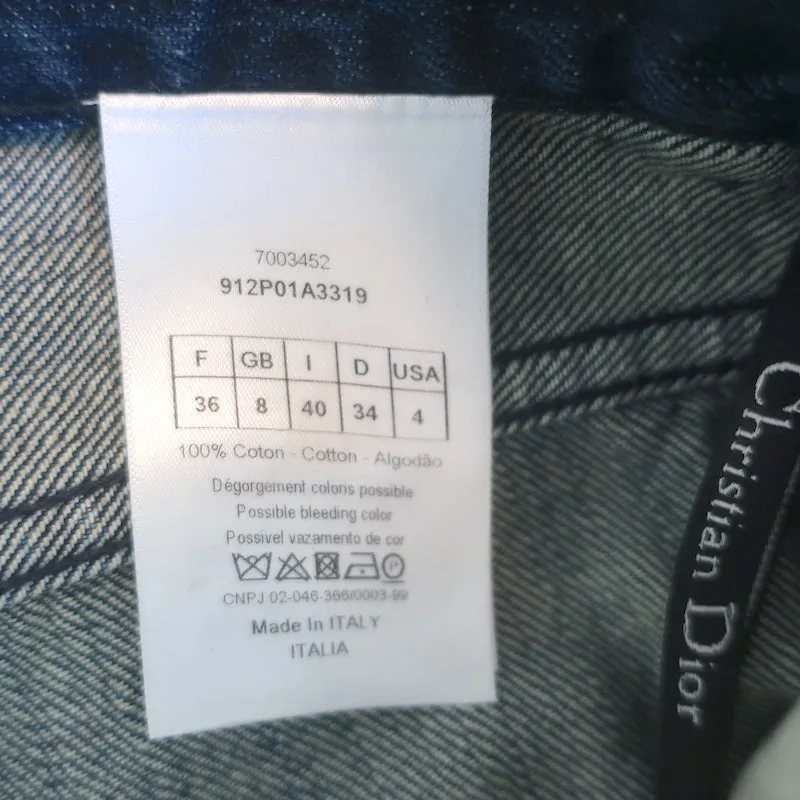 7003452
912P01A3319
F GB I D USA
36 8 40 34 4
100% Coton - Cotton - Algodão
Dégorgement coloris possible
Possible bleeding color
Possivel vazamento de cor
P
CNPJ 02-046-366/0003-99
Made In ITALY
ITALIA
Christian Dior